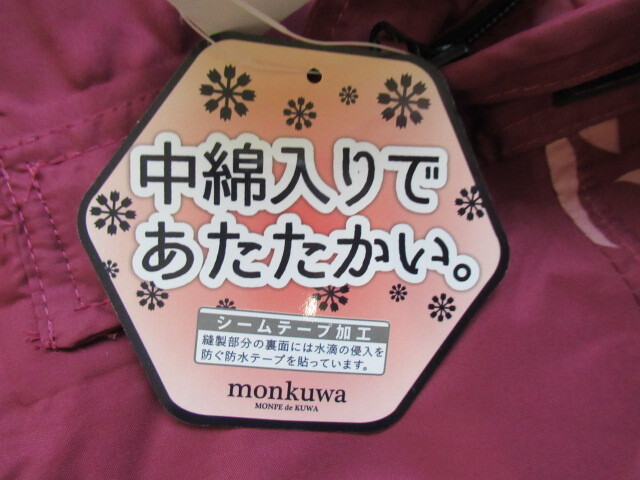 中綿入りで
あたたかい。
シームテープ加工
縫製部分の裏面には水滴の侵入を
防ぐ防水テープを貼っています。
monkuwa
MONPE de KUWA